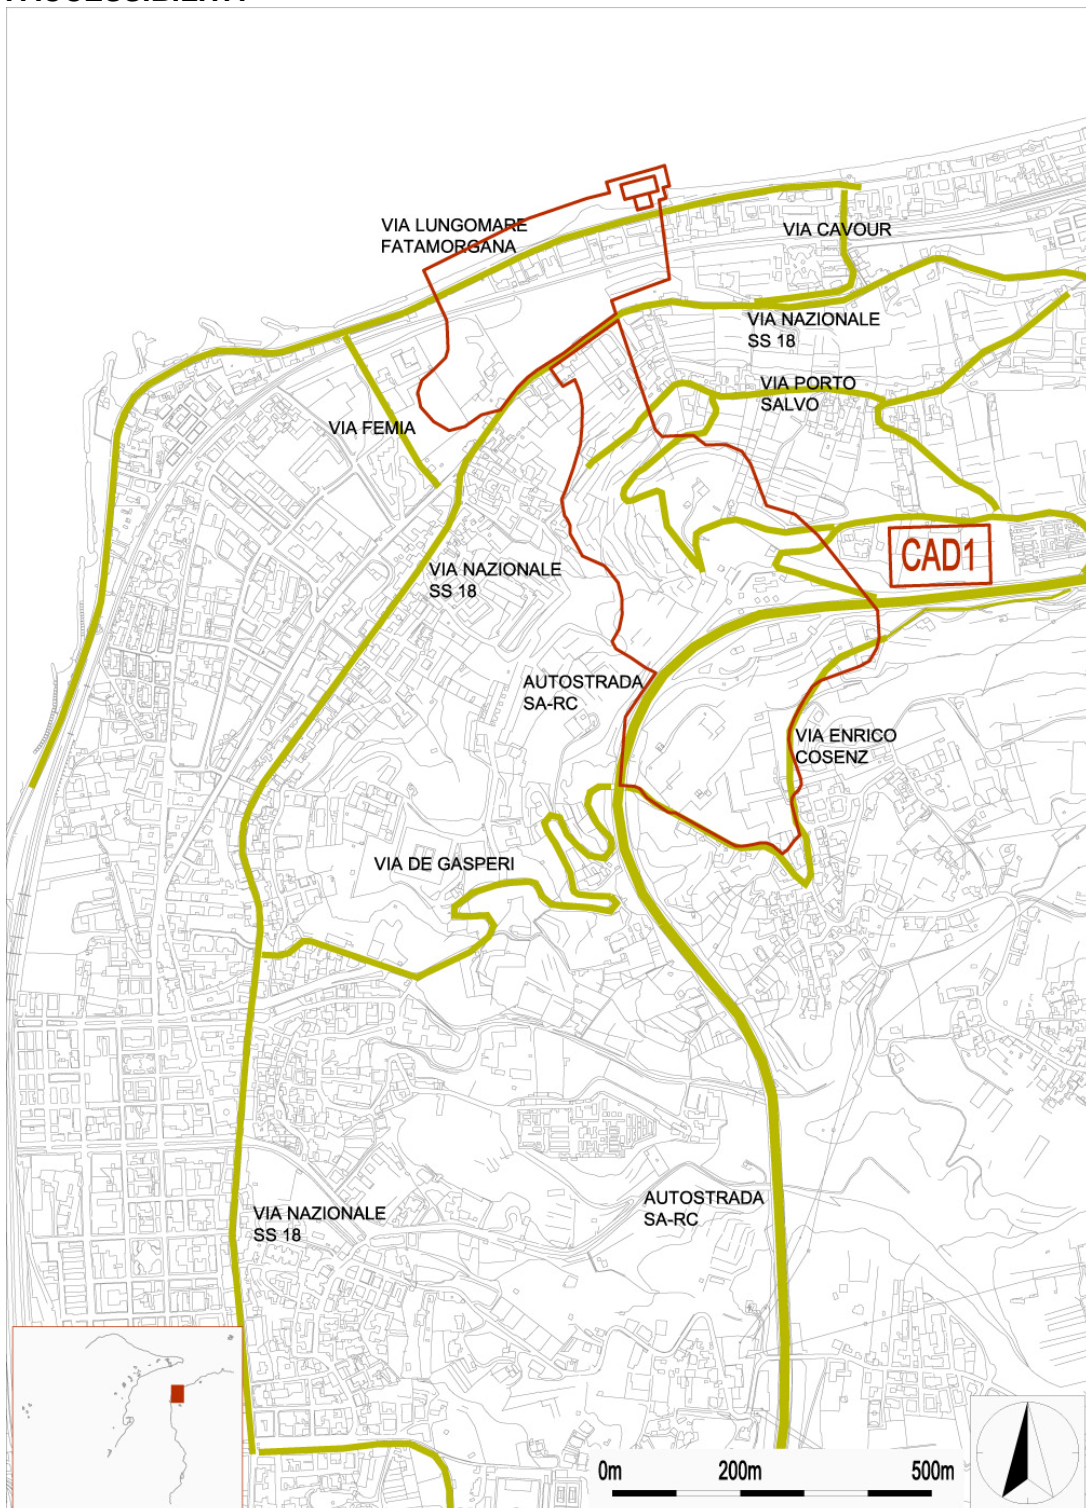 VIA LUNGOMARE
FATAMORGANA
VIA CAVOUR
VIA NAZIONALE
SS 18
VIA PORTO
SALVO
VIA FEMIA
CAD1
VIA NAZIONALE
SS 18
AUTOSTRADA
SA-RC
VIA ENRICO
COSENZ
VIA DE GASPERI
AUTOSTRADA
SA-RC
VIA NAZIONALE
SS 18
0m 200m 500m